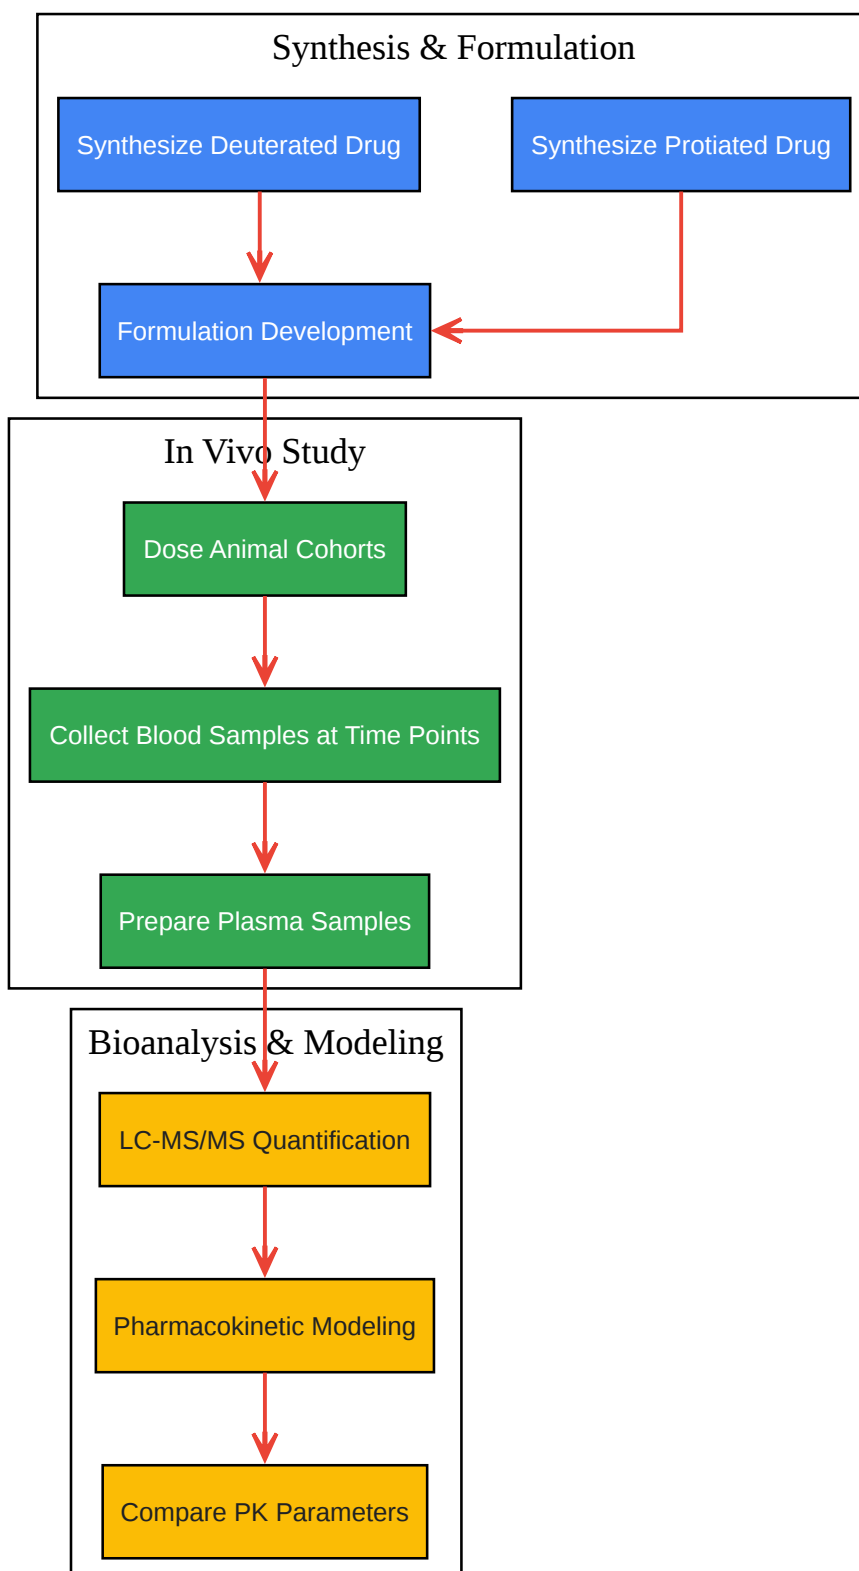 Synthesis & Formulation
Synthesize Deuterated Drug
Synthesize Protiated Drug
Formulation Development
In Vivo Study
Dose Animal Cohorts
Collect Blood Samples at Time Points
Prepare Plasma Samples
Bioanalysis & Modeling
LC-MS/MS Quantification
Pharmacokinetic Modeling
Compare PK Parameters